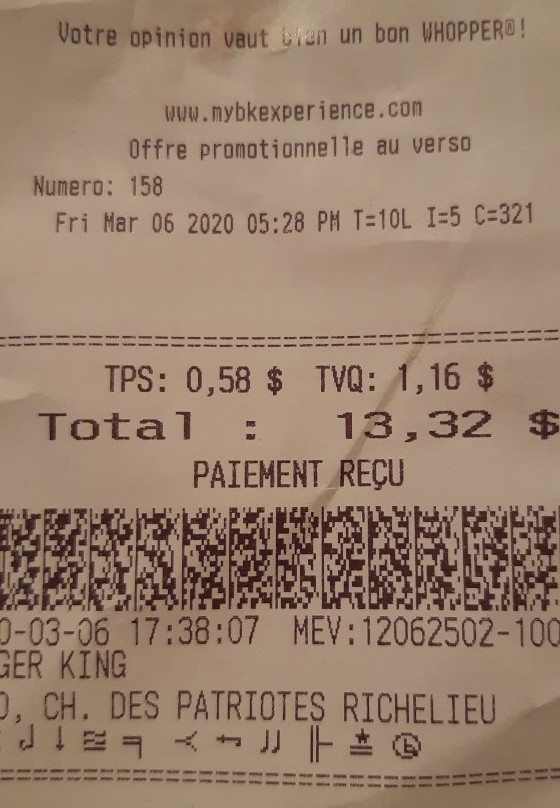 Votre opinion vaut bien un bon WHOPPER®!
www.mybkexperience.com
Offre promotionnelle au verso
Numero: 158
Fri Mar 06 2020 05:28 PM T=10L I=5 C=321
TPS: 0,58 $ TVQ: 1,16 $
Total : 13,32 $
PAIEMENT REÇU
0-03-06 17:38:07 MEV:12062502-100
GER KING
CH. DES PATRIOTES RICHELIEU